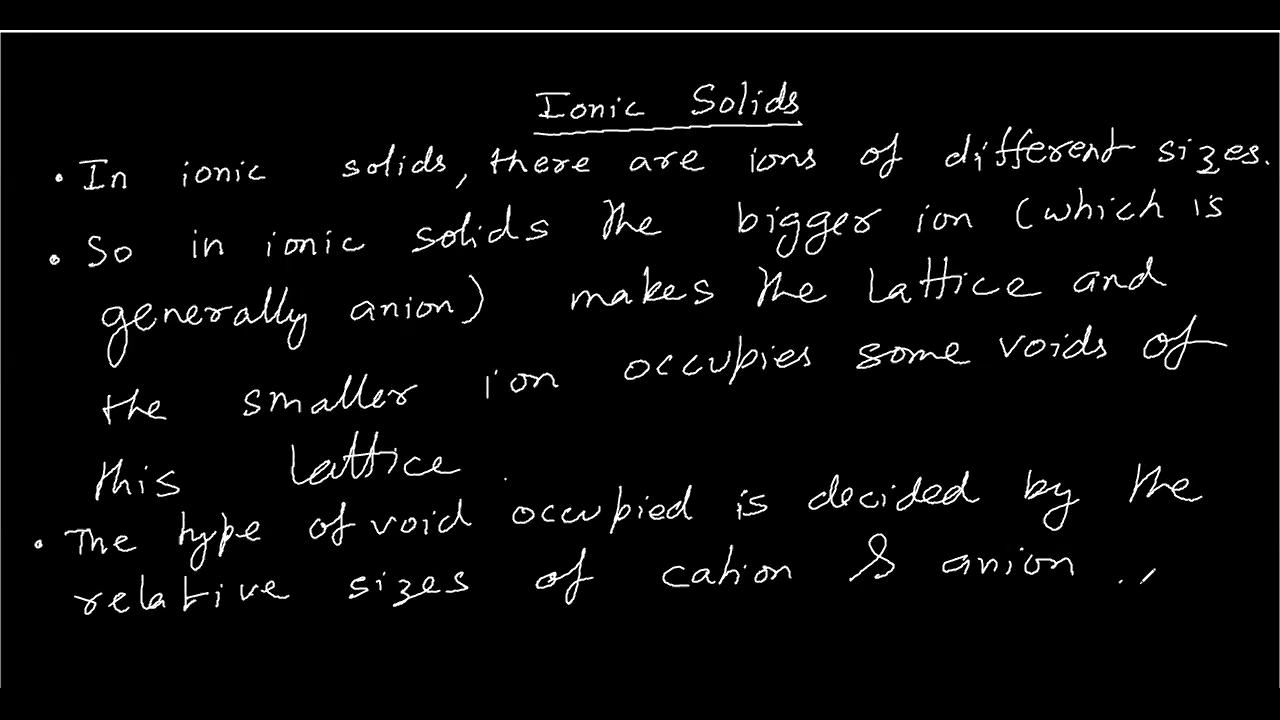 Ionic Solids
• In ionic solids, there are ions of different sizes.
• So in ionic solids the bigger ion (which is
generally anion) makes the lattice and
the smaller ion occupies some voids of
this lattice
• The type of void occupied is decided by the
relative sizes of cation & anion .